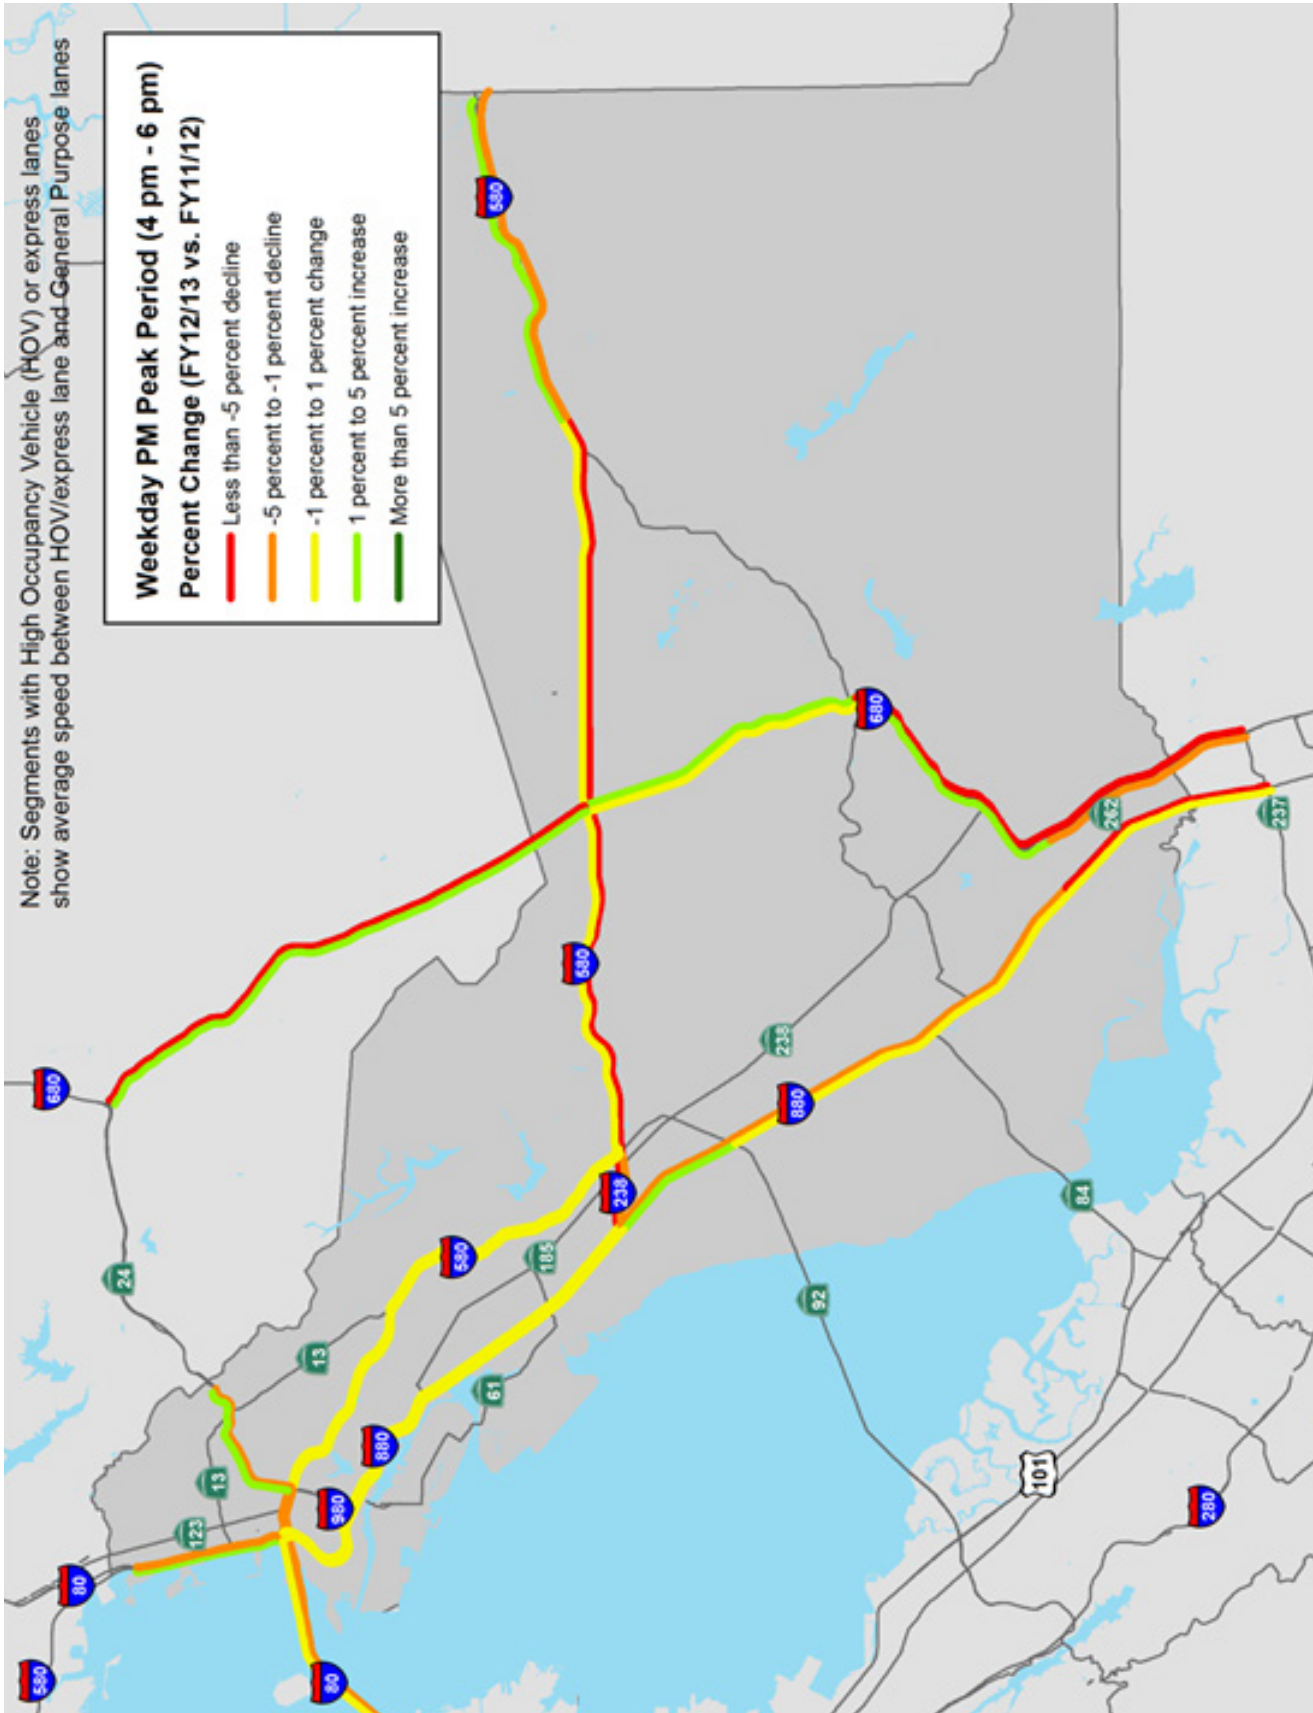 Note: Segments with High Occupancy Vehicle (HOV) or express lanes
show average speed between HOV/express lane and General Purpose lanes
Weekday PM Peak Period (4 pm - 6 pm)
Percent Change (FY12/13 vs. FY11/12)
Less than -5 percent decline
-5 percent to -1 percent decline
-1 percent to 1 percent change
1 percent to 5 percent increase
More than 5 percent increase
580
80
80
123
13
980
880
13
24
680
61
185
580
238
580
580
238
880
92
84
680
262
237
101
280